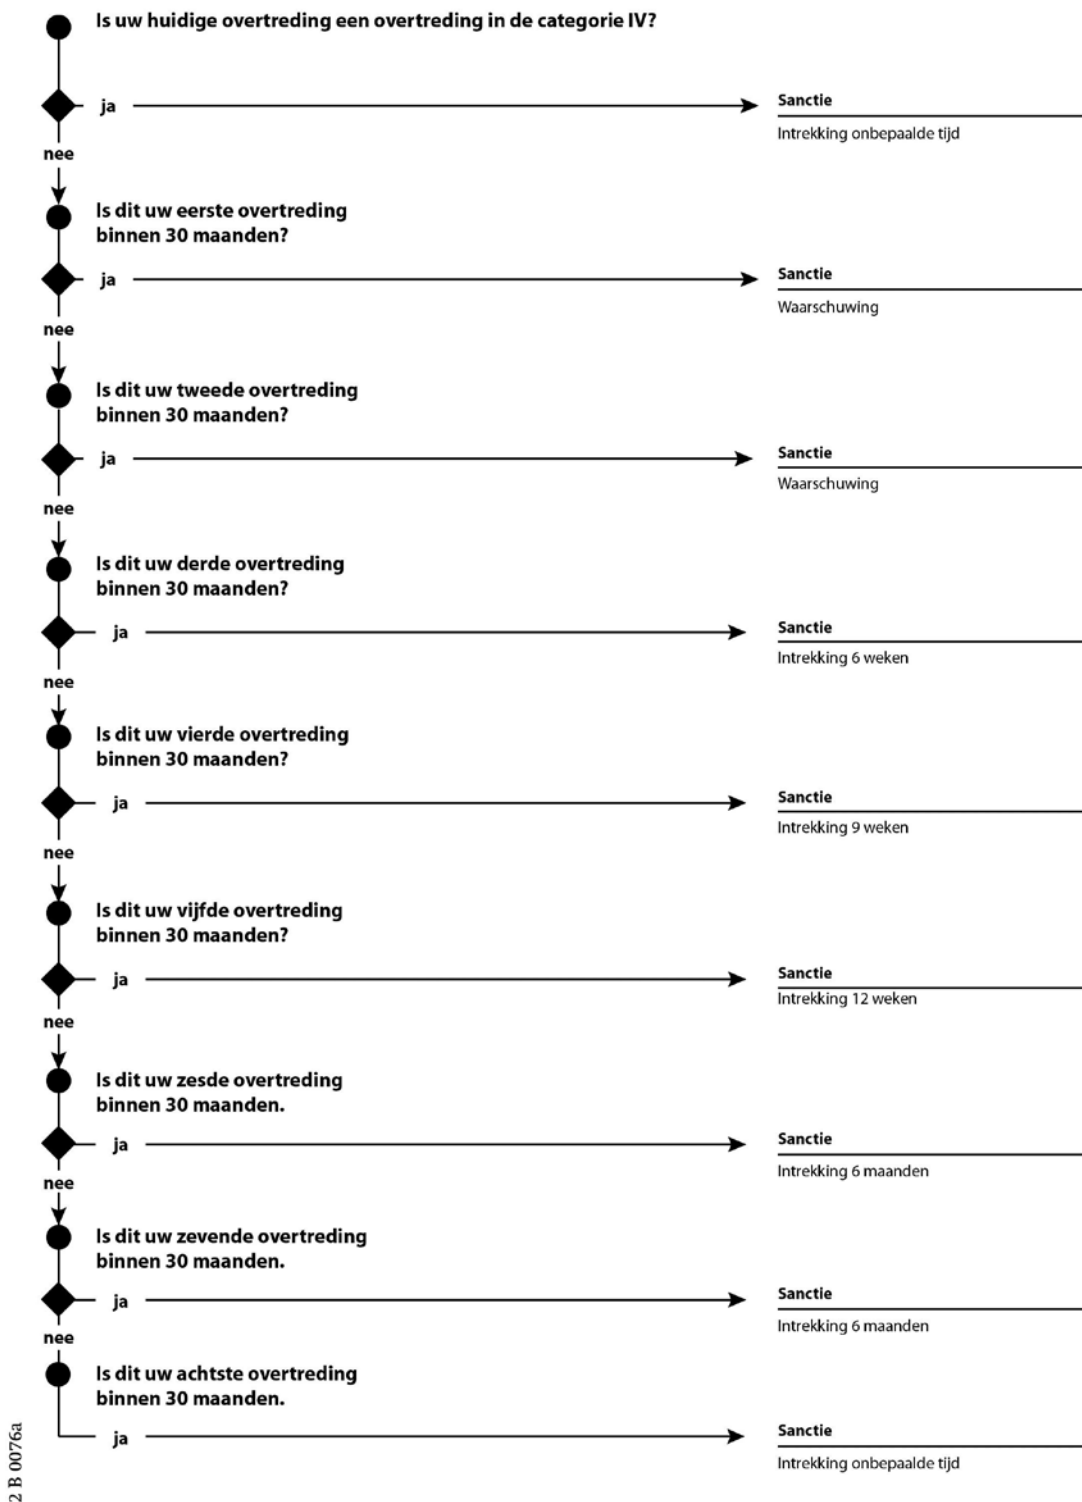 Is uw huidige overtreding een overtreding in de categorie IV?
ja
Sanctie
Intrekking onbepaalde tijd
nee
Is dit uw eerste overtreding
binnen 30 maanden?
ja
Sanctie
Waarschuwing
nee
Is dit uw tweede overtreding
binnen 30 maanden?
ja
Sanctie
Waarschuwing
nee
Is dit uw derde overtreding
binnen 30 maanden?
ja
Sanctie
Intrekking 6 weken
nee
Is dit uw vierde overtreding
binnen 30 maanden?
ja
Sanctie
Intrekking 9 weken
nee
Is dit uw vijfde overtreding
binnen 30 maanden?
ja
Sanctie
Intrekking 12 weken
nee
Is dit uw zesde overtreding
binnen 30 maanden.
ja
Sanctie
Intrekking 6 maanden
nee
Is dit uw zevende overtreding
binnen 30 maanden.
ja
Sanctie
Intrekking 6 maanden
nee
Is dit uw achtste overtreding
binnen 30 maanden.
ja
Sanctie
Intrekking onbepaalde tijd
2 B 0076a